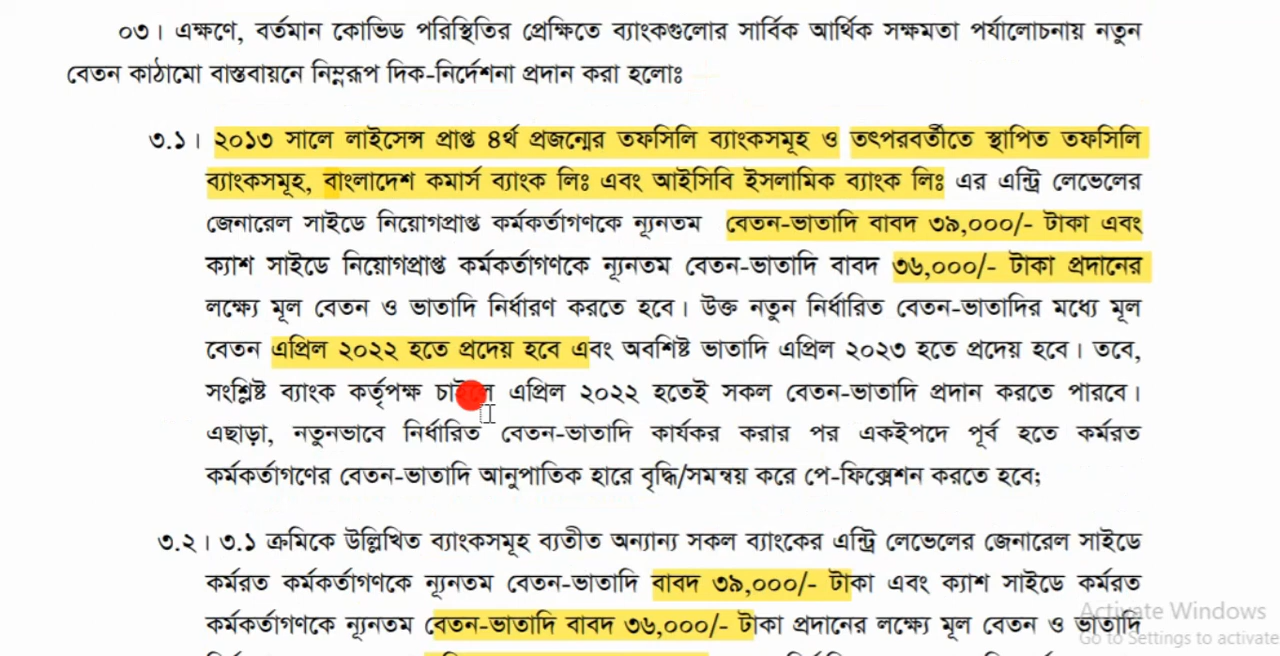 ০৩। এক্ষণে, বর্তমান কোভিড পরিস্থিতির প্রেক্ষিতে ব্যাংকগুলোর সার্বিক আর্থিক সক্ষমতা পর্যালোচনায় নতুন
বেতন কাঠামো বাস্তবায়নে নিম্নরূপ দিক-নির্দেশনা প্রদান করা হলোঃ
৩.১। ২০১৩ সালে লাইসেন্স প্রাপ্ত ৪র্থ প্রজন্মের তফসিলি ব্যাংকসমূহ ও তৎপরবর্তীতে স্থাপিত তফসিলি
ব্যাংকসমূহ, বাংলাদেশ কমার্স ব্যাংক লিঃ এবং আইসিবি ইসলামিক ব্যাংক লিঃ এর এন্ট্রি লেভেলের
জেনারেল সাইডে নিয়োগপ্রাপ্ত কর্মকর্তাগণকে ন্যূনতম বেতন-ভাতাদি বাবদ ৩৯,০০০/- টাকা এবং
ক্যাশ সাইডে নিয়োগপ্রাপ্ত কর্মকর্তাগণকে ন্যূনতম বেতন-ভাতাদি বাবদ ৩৬,০০০/- টাকা প্রদানের
লক্ষ্যে মূল বেতন ও ভাতাদি নির্ধারণ করতে হবে। উক্ত নতুন নির্ধারিত বেতন-ভাতাদির মধ্যে মূল
বেতন এপ্রিল ২০২২ হতে প্রদেয় হবে এবং অবশিষ্ট ভাতাদি এপ্রিল ২০২৩ হতে প্রদেয় হবে। তবে,
সংশ্লিষ্ট ব্যাংক কর্তৃপক্ষ চাইলে এপ্রিল ২০২২ হতেই সকল বেতন-ভাতাদি প্রদান করতে পারবে।
এছাড়া, নতুনভাবে নির্ধারিত বেতন-ভাতাদি কার্যকর করার পর একইপদে পূর্ব হতে কর্মরত
কর্মকর্তাগণের বেতন-ভাতাদি আনুপাতিক হারে বৃদ্ধি/সমন্বয় করে পে-ফিক্সেশন করতে হবে;
৩.২। ৩.১ ক্রমিকে উল্লিখিত ব্যাংকসমূহ ব্যতীত অন্যান্য সকল ব্যাংকের এন্ট্রি লেভেলের জেনারেল সাইডে
কর্মরত কর্মকর্তাগণকে ন্যূনতম বেতন-ভাতাদি বাবদ ৩৯,০০০/- টাকা এবং ক্যাশ সাইডে কর্মরত
কর্মকর্তাগণকে ন্যূনতম বেতন-ভাতাদি বাবদ ৩৬,০০০/- টাকা প্রদানের লক্ষ্যে মূল বেতন ও ভাতাদি
Activate Windows
Go to Settings to activate